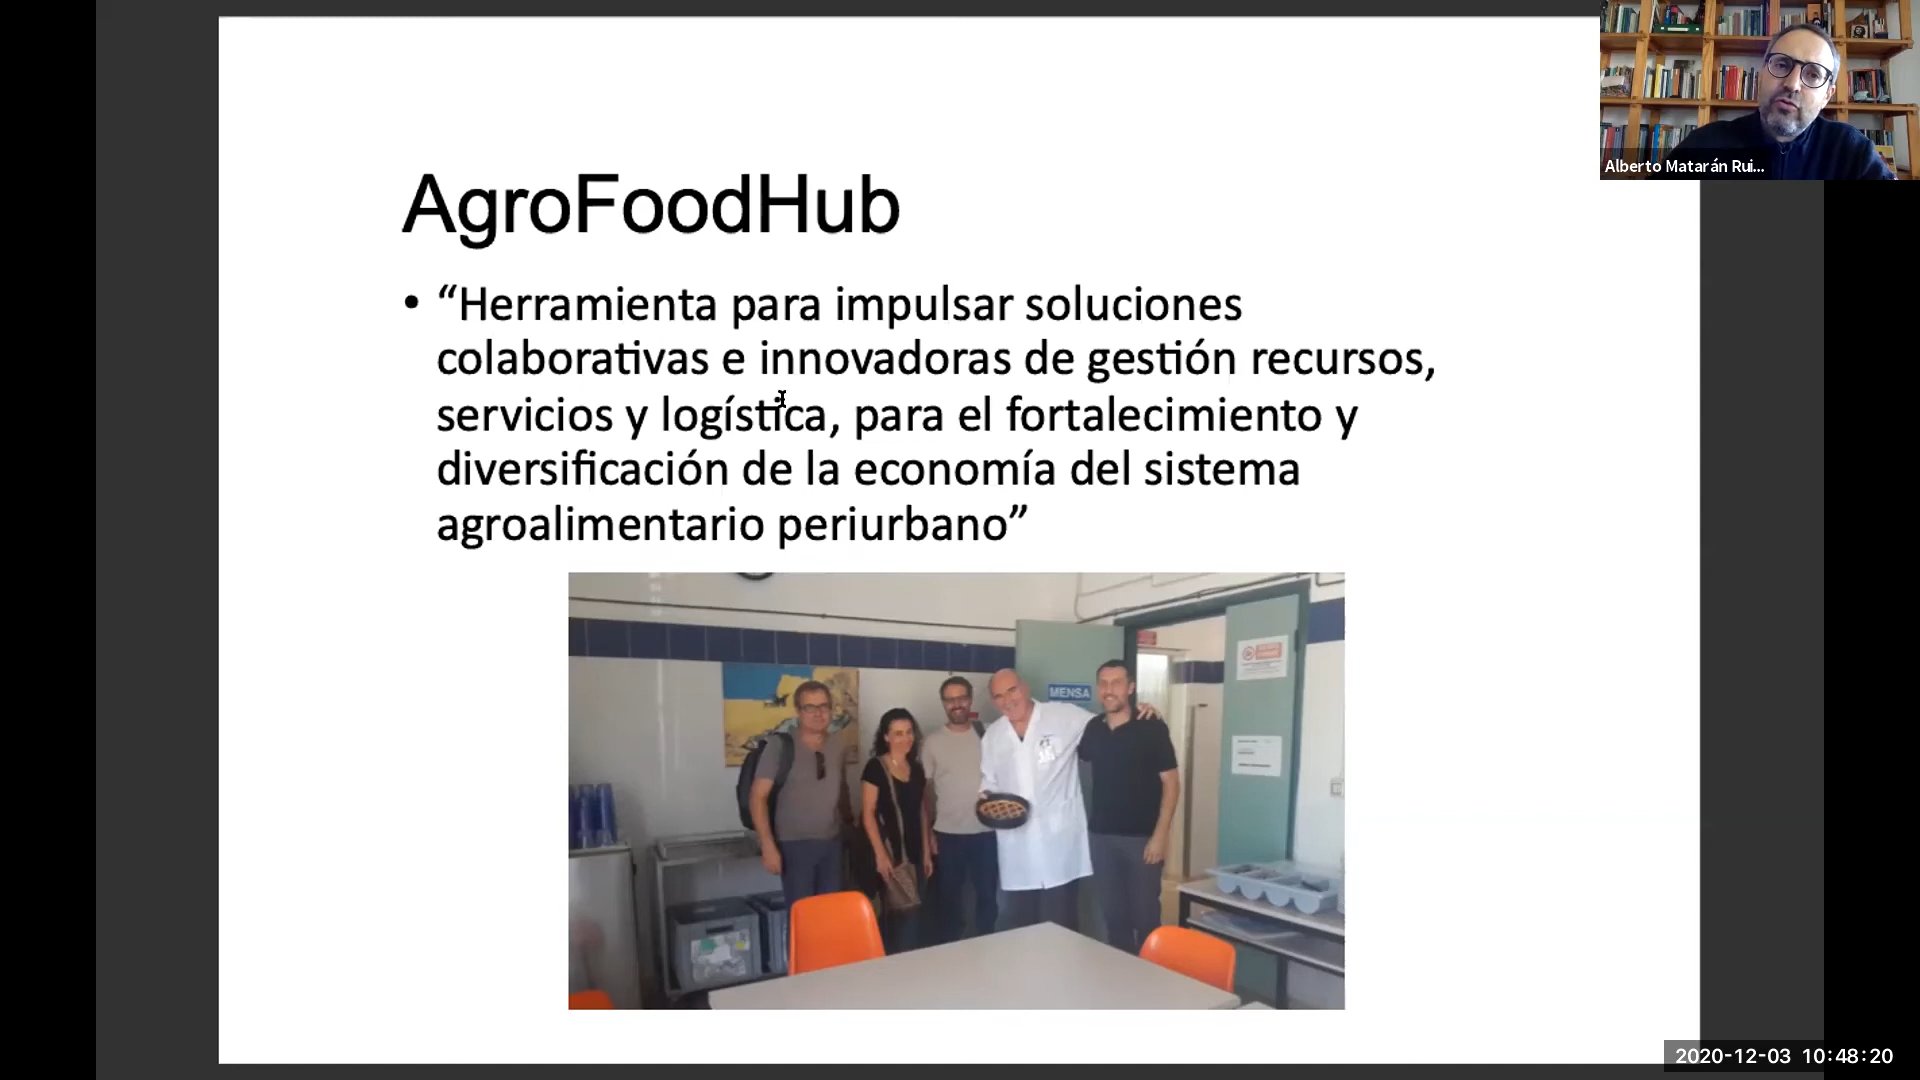 Alberto Matarán Rui...
AgroFoodHub
• “Herramienta para impulsar soluciones
colaborativas e innovadoras de gestión recursos,
servicios y logística, para el fortalecimiento y
diversificación de la economía del sistema
agroalimentario periurbano”
MENSA
2020-12-03 10:48:20